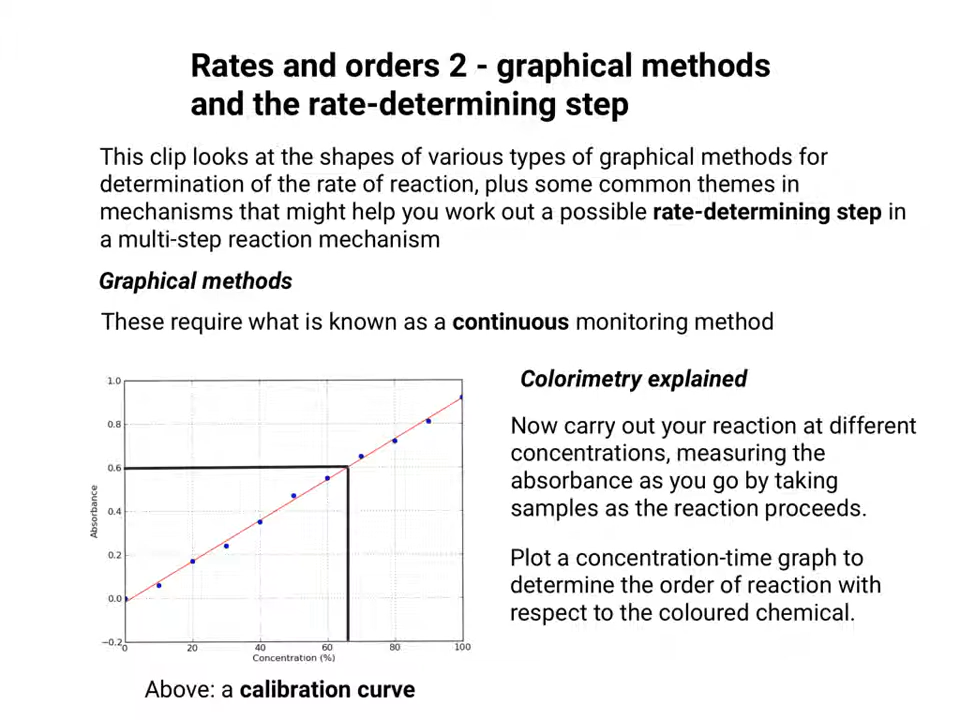 Rates and orders 2 - graphical methods
and the rate-determining step
This clip looks at the shapes of various types of graphical methods for
determination of the rate of reaction, plus some common themes in
mechanisms that might help you work out a possible rate-determining step in
a multi-step reaction mechanism
Graphical methods
These require what is known as a continuous monitoring method
1.0
0.8
0.6
0.4
0.2
0.0
−0.2
Absorbance
0 20 40 60 80 100
Concentration (%)
Above: a calibration curve
Colorimetry explained
Now carry out your reaction at different
concentrations, measuring the
absorbance as you go by taking
samples as the reaction proceeds.
Plot a concentration-time graph to
determine the order of reaction with
respect to the coloured chemical.